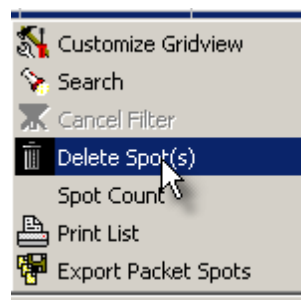 Customize Gridview
Search
Cancel Filter
Delete Spot(s)
Spot Count
Print List
Export Packet Spots